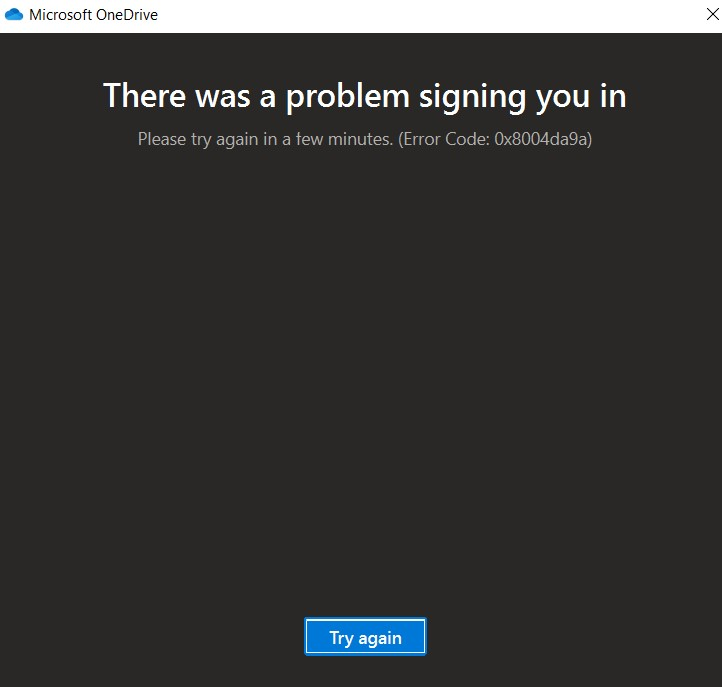 Microsoft OneDrive
There was a problem signing you in
Please try again in a few minutes. (Error Code: 0x8004da9a)
Try again